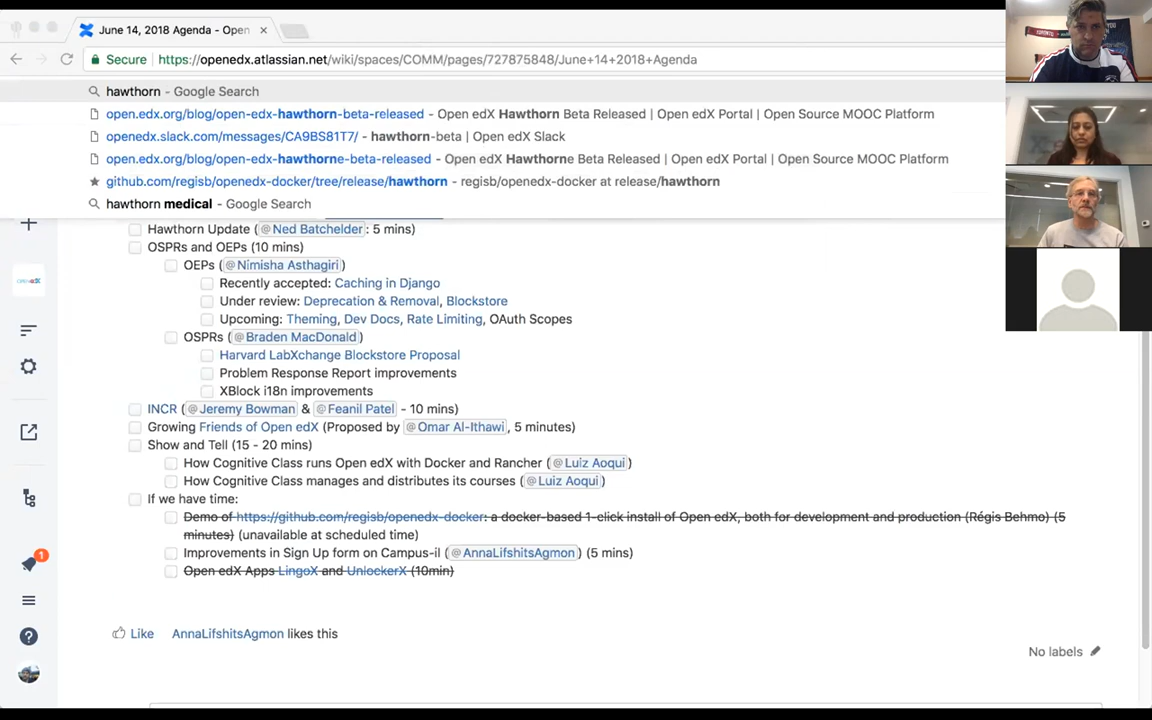 June 14, 2018 Agenda - Open
Secure https://openedx.atlassian.net/wiki/spaces/COMM/pages/727875848/June+14+2018+Agenda
hawthorn - Google Search
open.edx.org/blog/open-edx-hawthorn-beta-released - Open edX Hawthorn Beta Released | Open edX Portal | Open Source MOOC Platform
openedx.slack.com/messages/CA9BS81T7/ - hawthorn-beta | Open edX Slack
open.edx.org/blog/open-edx-hawthorne-beta-released - Open edX Hawthorne Beta Released | Open edX Portal | Open Source MOOC Platform
github.com/regisb/openedx-docker/tree/release/hawthorn - regisb/openedx-docker at release/hawthorn
hawthorn medical - Google Search
Hawthorn Update (@Ned Batchelder: 5 mins)
OSPRs and OEPs (10 mins)
OEPs (@Nimisha Asthagiri)
Recently accepted: Caching in Django
Under review: Deprecation & Removal, Blockstore
Upcoming: Theming, Dev Docs, Rate Limiting, OAuth Scopes
OSPRs (@Braden MacDonald)
Harvard LabXchange Blockstore Proposal
Problem Response Report improvements
XBlock i18n improvements
INCR (@Jeremy Bowman & @Feanil Patel - 10 mins)
Growing Friends of Open edX (Proposed by @Omar Al-Ithawi, 5 minutes)
Show and Tell (15 - 20 mins)
How Cognitive Class runs Open edX with Docker and Rancher (@Luiz Aoqui)
How Cognitive Class manages and distributes its courses (@Luiz Aoqui)
If we have time:
Demo of https://github.com/regisb/openedx-docker: a docker-based 1-click install of Open edX, both for development and production (Régis Behmo) (5
minutes) (unavailable at scheduled time)
Improvements in Sign Up form on Campus-il (@AnnaLifshitsAgmon) (5 mins)
Open edX Apps LingoX and UnlockerX (10min)
1
Like AnnaLifshitsAgmon likes this
No labels